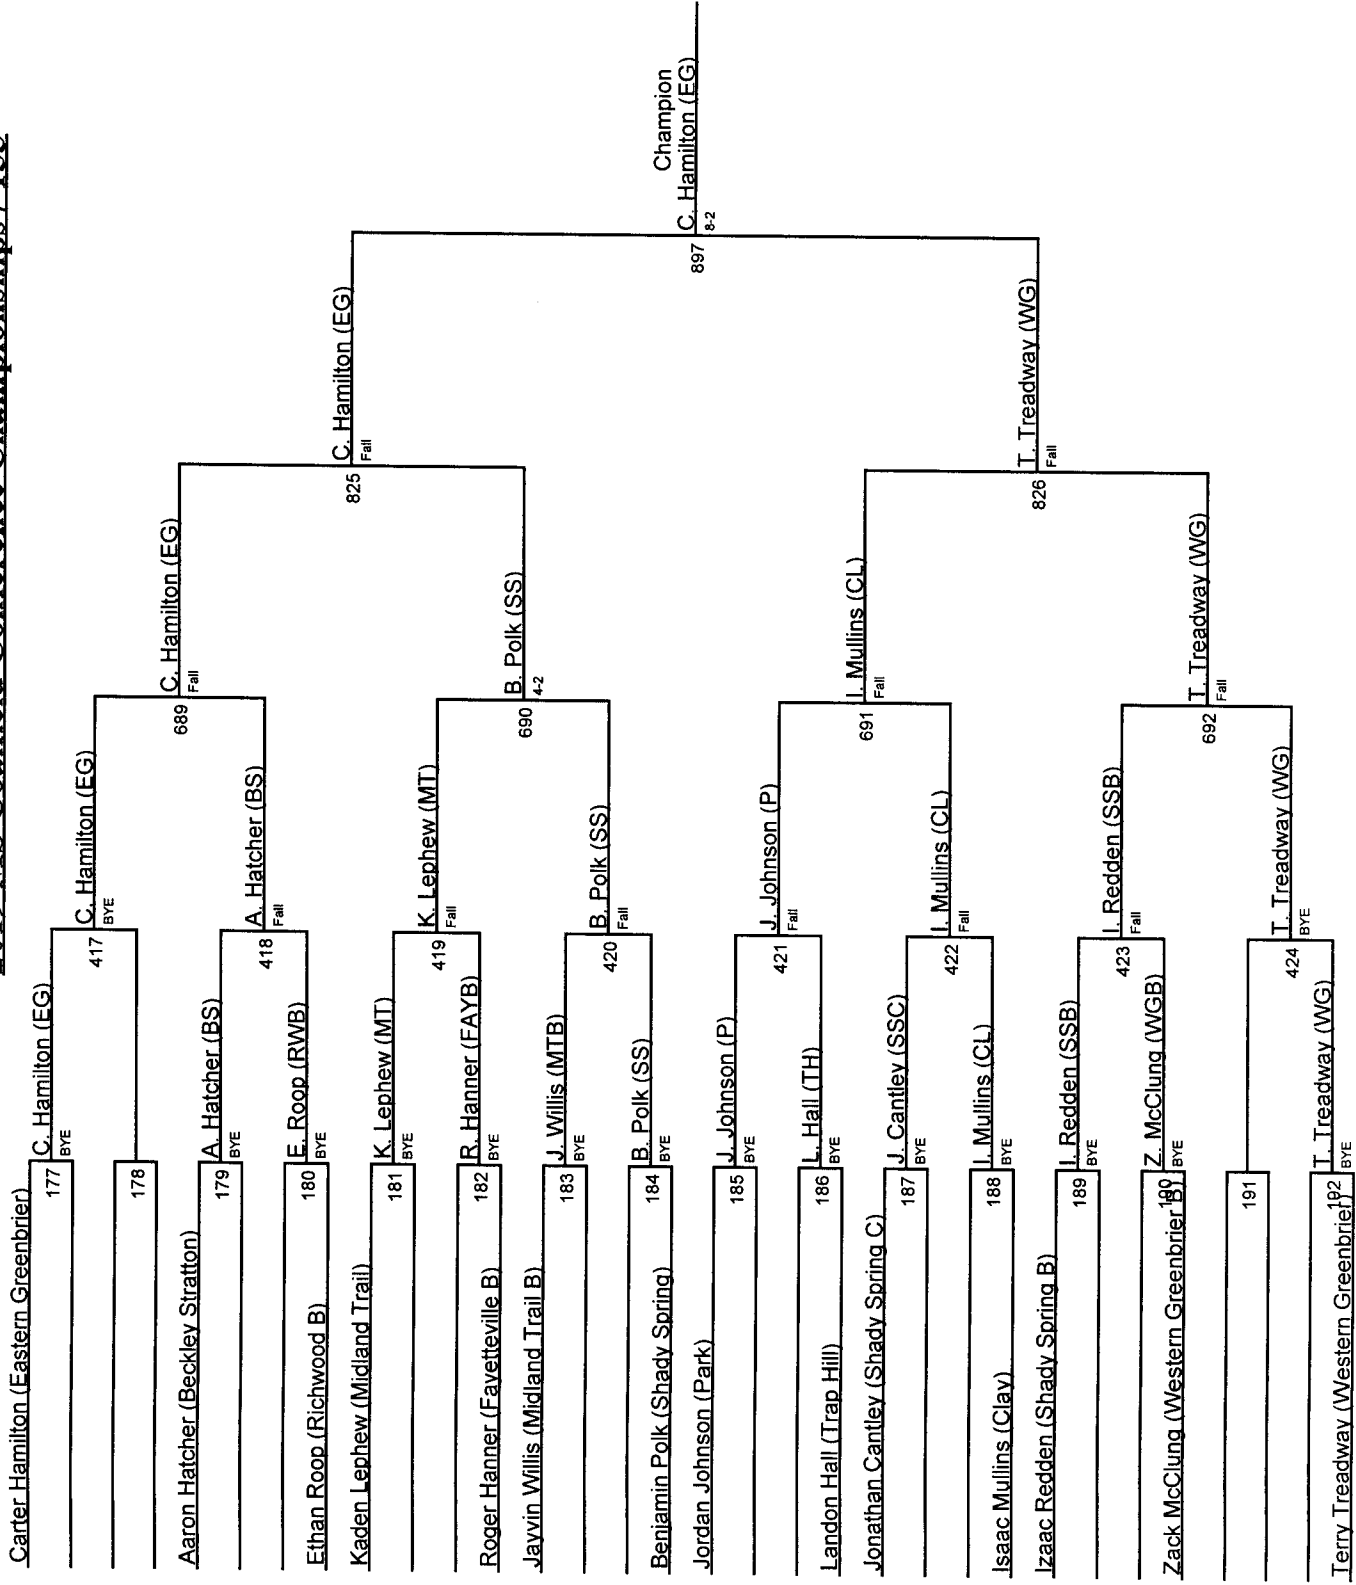 Conference Championships
Carter Hamilton (Eastern Greenbrier)
177
178
Aaron Hatcher (Beckley Stratton)
179
180
Ethan Roop (Richwood B)
Kaden Lephew (Midland Trail)
181
182
Roger Hanner (Fayetteville B)
Jayvin Willis (Midland Trail B)
183
184
Benjamin Polk (Shady Spring)
Jordan Johnson (Park)
185
186
Landon Hall (Trap Hill)
Jonathan Cantley (Shady Spring C)
187
188
Isaac Mullins (Clay)
Izaac Redden (Shady Spring B)
189
190
Zack McClung (Western Greenbrier B)
191
192
Terry Treadway (Western Greenbrier)
C. Hamilton (EG)
BYE
417
A. Hatcher (BS)
BYE
418
E. Roop (RWB)
BYE
K. Lephew (MT)
BYE
419
R. Hanner (FAYB)
BYE
J. Willis (MTB)
BYE
420
B. Polk (SS)
BYE
J. Johnson (P)
BYE
421
L. Hall (TH)
BYE
J. Cantley (SSC)
BYE
422
I. Mullins (CL)
BYE
I. Redden (SSB)
BYE
423
Z. McClung (WGB)
BYE
424
T. Treadway (WG)
BYE
C. Hamilton (EG)
BYE
689
A. Hatcher (BS)
Fall
K. Lephew (MT)
Fall
690
B. Polk (SS)
Fall
J. Johnson (P)
Fall
691
I. Mullins (CL)
Fall
I. Redden (SSB)
Fall
692
T. Treadway (WG)
BYE
C. Hamilton (EG)
Fall
825
B. Polk (SS)
4-2
I. Mullins (CL)
Fall
826
T. Treadway (WG)
Fall
C. Hamilton (EG)
Fall
897
T. Treadway (WG)
Fall
Champion
C. Hamilton (EG)
8-2